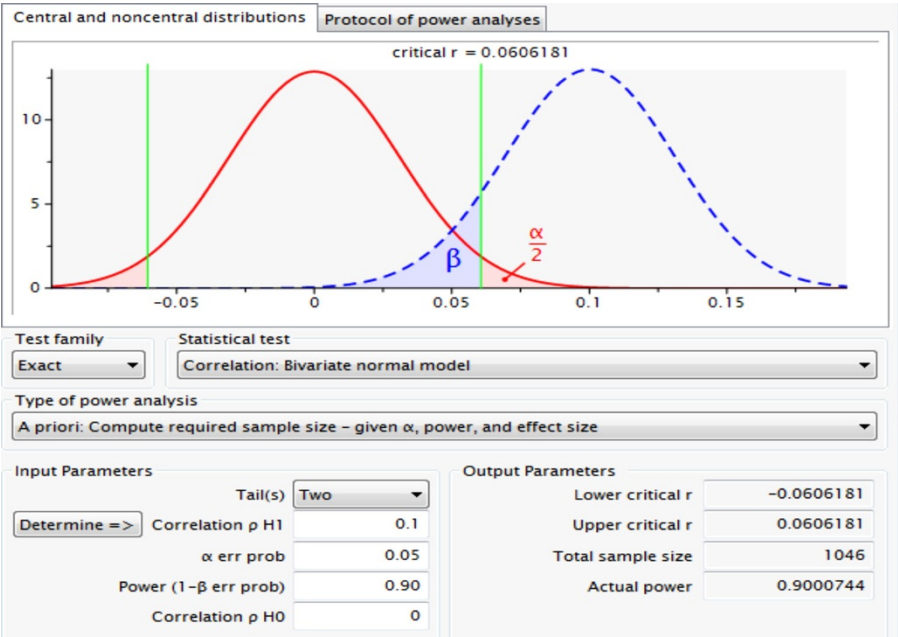 Central and noncentral distributions
Protocol of power analyses
critical r = 0.0606181
10
5
0
β
α
2
-0.05 0 0.05 0.1 0.15
Test family
Statistical test
Exact
Correlation: Bivariate normal model
Type of power analysis
A priori: Compute required sample size – given α, power, and effect size
Input Parameters
Output Parameters
Tail(s) Two
Lower critical r -0.0606181
Determine => Correlation ρ H1 0.1
Upper critical r 0.0606181
α err prob 0.05
Total sample size 1046
Power (1–β err prob) 0.90
Actual power 0.9000744
Correlation ρ H0 0